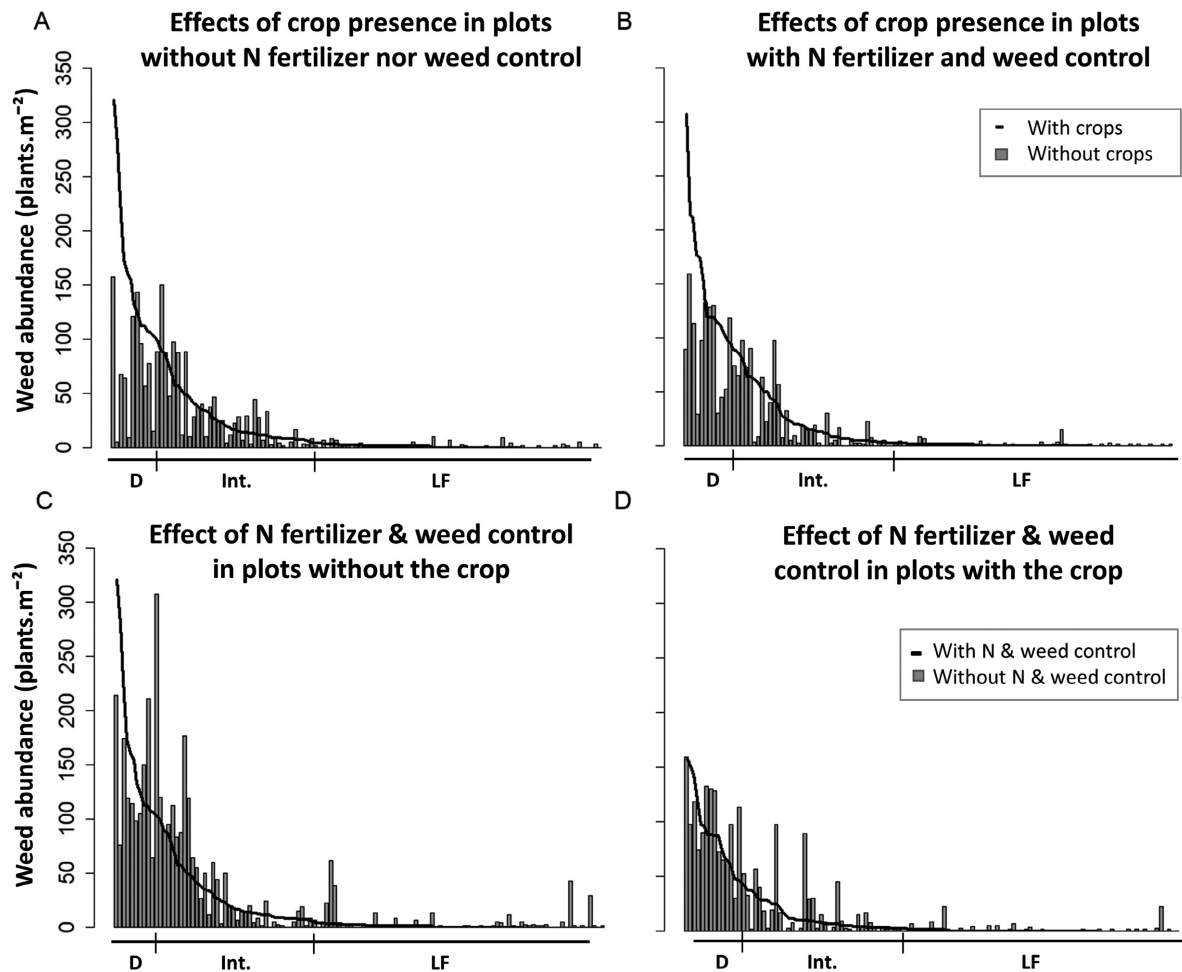 A
Effects of crop presence in plots
without N fertilizer nor weed control
B
Effects of crop presence in plots
with N fertilizer and weed control
Weed abundance (plants.m⁻²)
350
300
250
200
150
100
50
0
With crops
Without crops
D Int. LF
D Int. LF
C
Effect of N fertilizer & weed control
in plots without the crop
D
Effect of N fertilizer & weed
control in plots with the crop
Weed abundance (plants.m⁻²)
350
300
250
200
150
100
50
0
With N & weed control
Without N & weed control
D Int. LF
D Int. LF